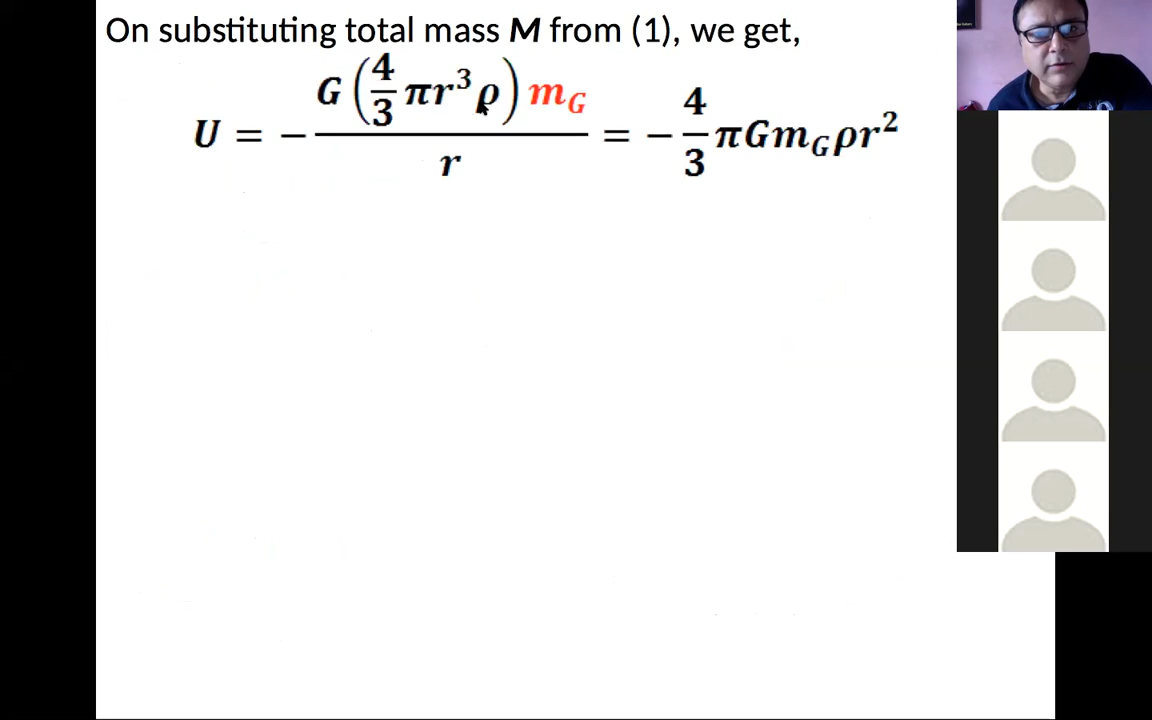 On substituting total mass M from (1), we get,
U = − G(4/3 πr³ρ) m_G / r = − 4/3 πGm_Gρr²